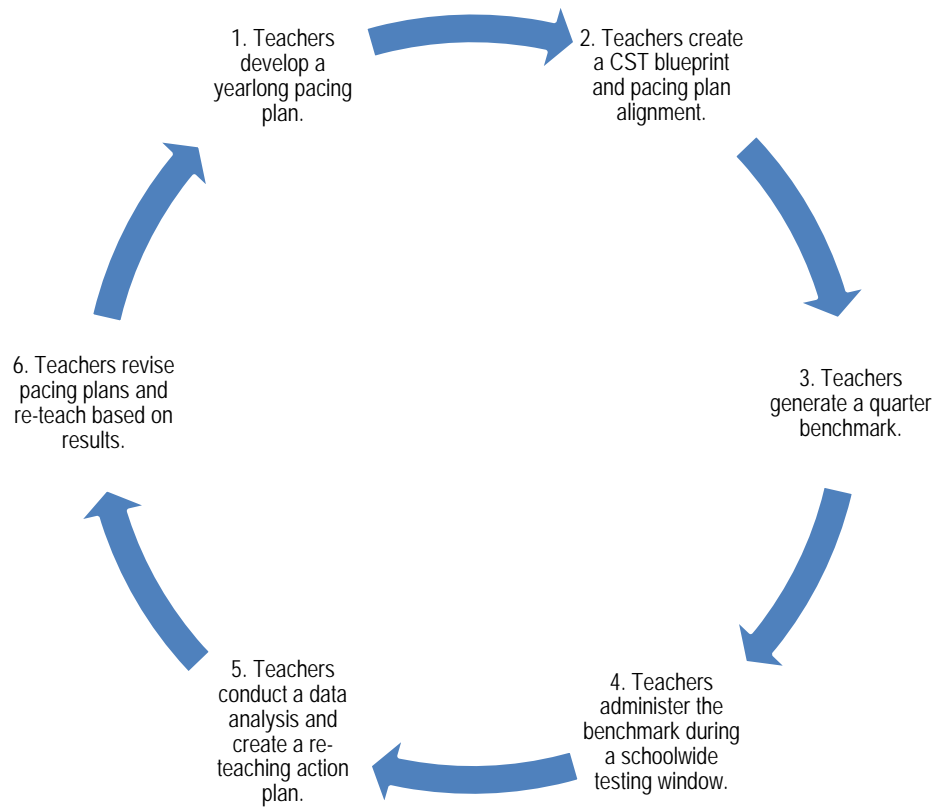 1. Teachers
develop a
yearlong pacing
plan.
2. Teachers create
a CST blueprint
and pacing plan
alignment.
3. Teachers
generate a quarter
benchmark.
4. Teachers
administer the
benchmark during
a schoolwide
testing window.
5. Teachers
conduct a data
analysis and
create a re-
teaching action
plan.
6. Teachers revise
pacing plans and
re-teach based on
results.